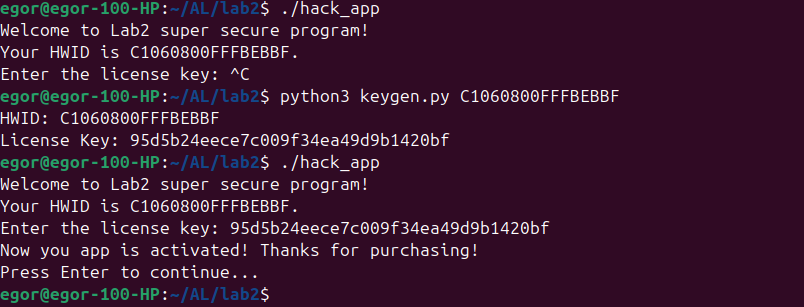 egor@egor-100-HP:~/AL/lab2$ ./hack_app
Welcome to Lab2 super secure program!
Your HWID is C1060800FFFBEBBF.
Enter the license key: ^C
egor@egor-100-HP:~/AL/lab2$ python3 keygen.py C1060800FFFBEBBF
HWID: C1060800FFFBEBBF
License Key: 95d5b24eece7c009f34ea49d9b1420bf
egor@egor-100-HP:~/AL/lab2$ ./hack_app
Welcome to Lab2 super secure program!
Your HWID is C1060800FFFBEBBF.
Enter the license key: 95d5b24eece7c009f34ea49d9b1420bf
Now you app is activated! Thanks for purchasing!
Press Enter to continue...
egor@egor-100-HP:~/AL/lab2$